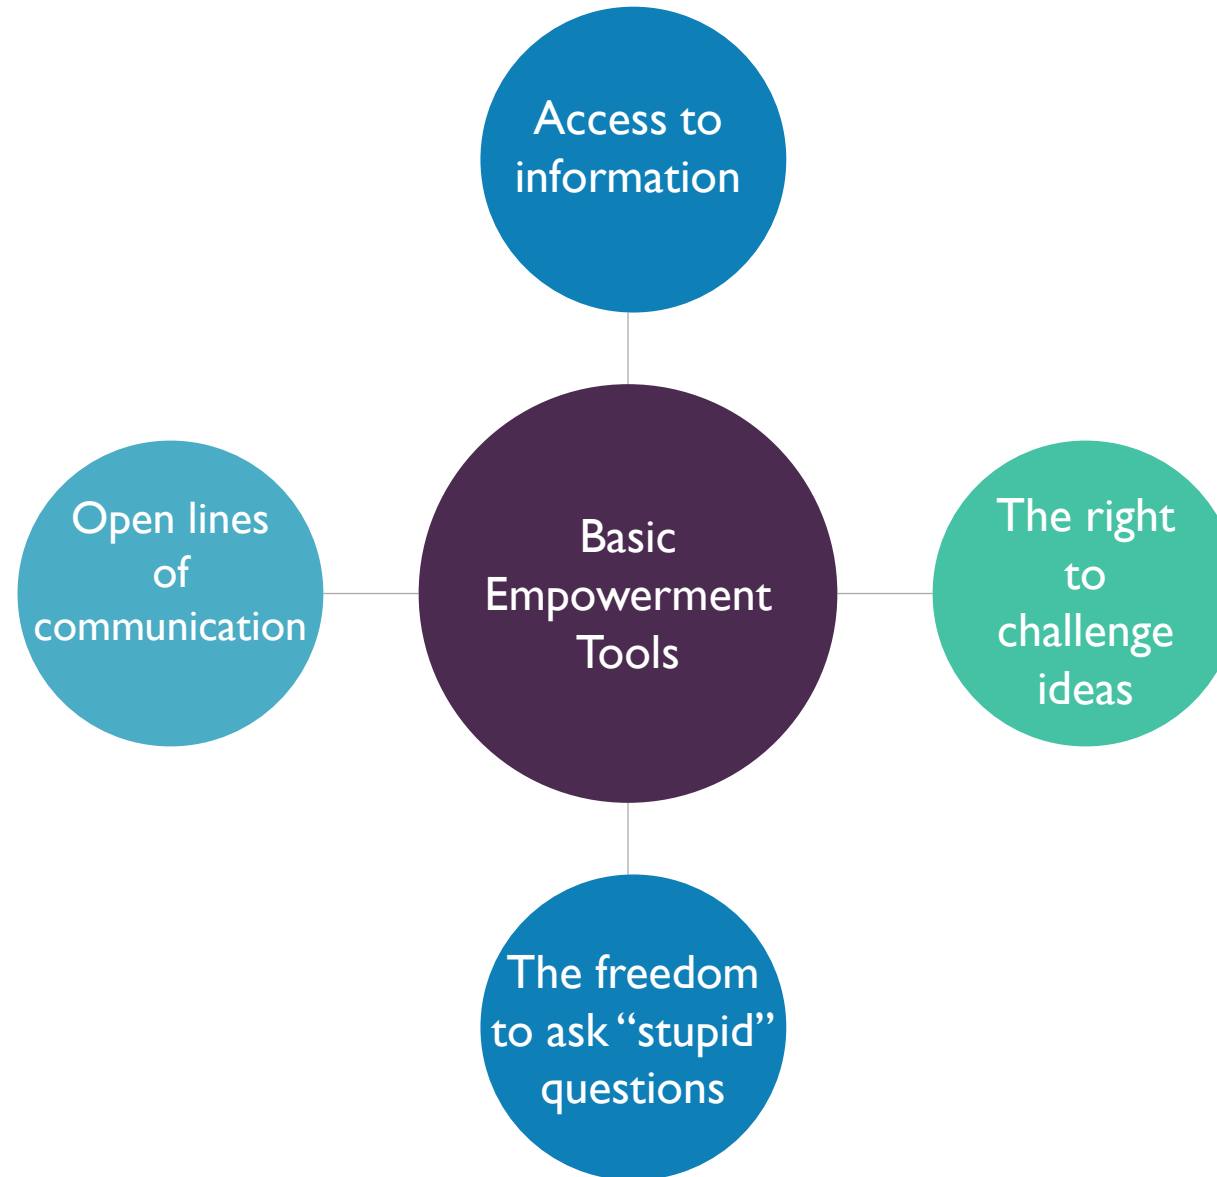 Access to
information
Open lines
of
communication
Basic
Empowerment
Tools
The right
to
challenge
ideas
The freedom
to ask “stupid”
questions